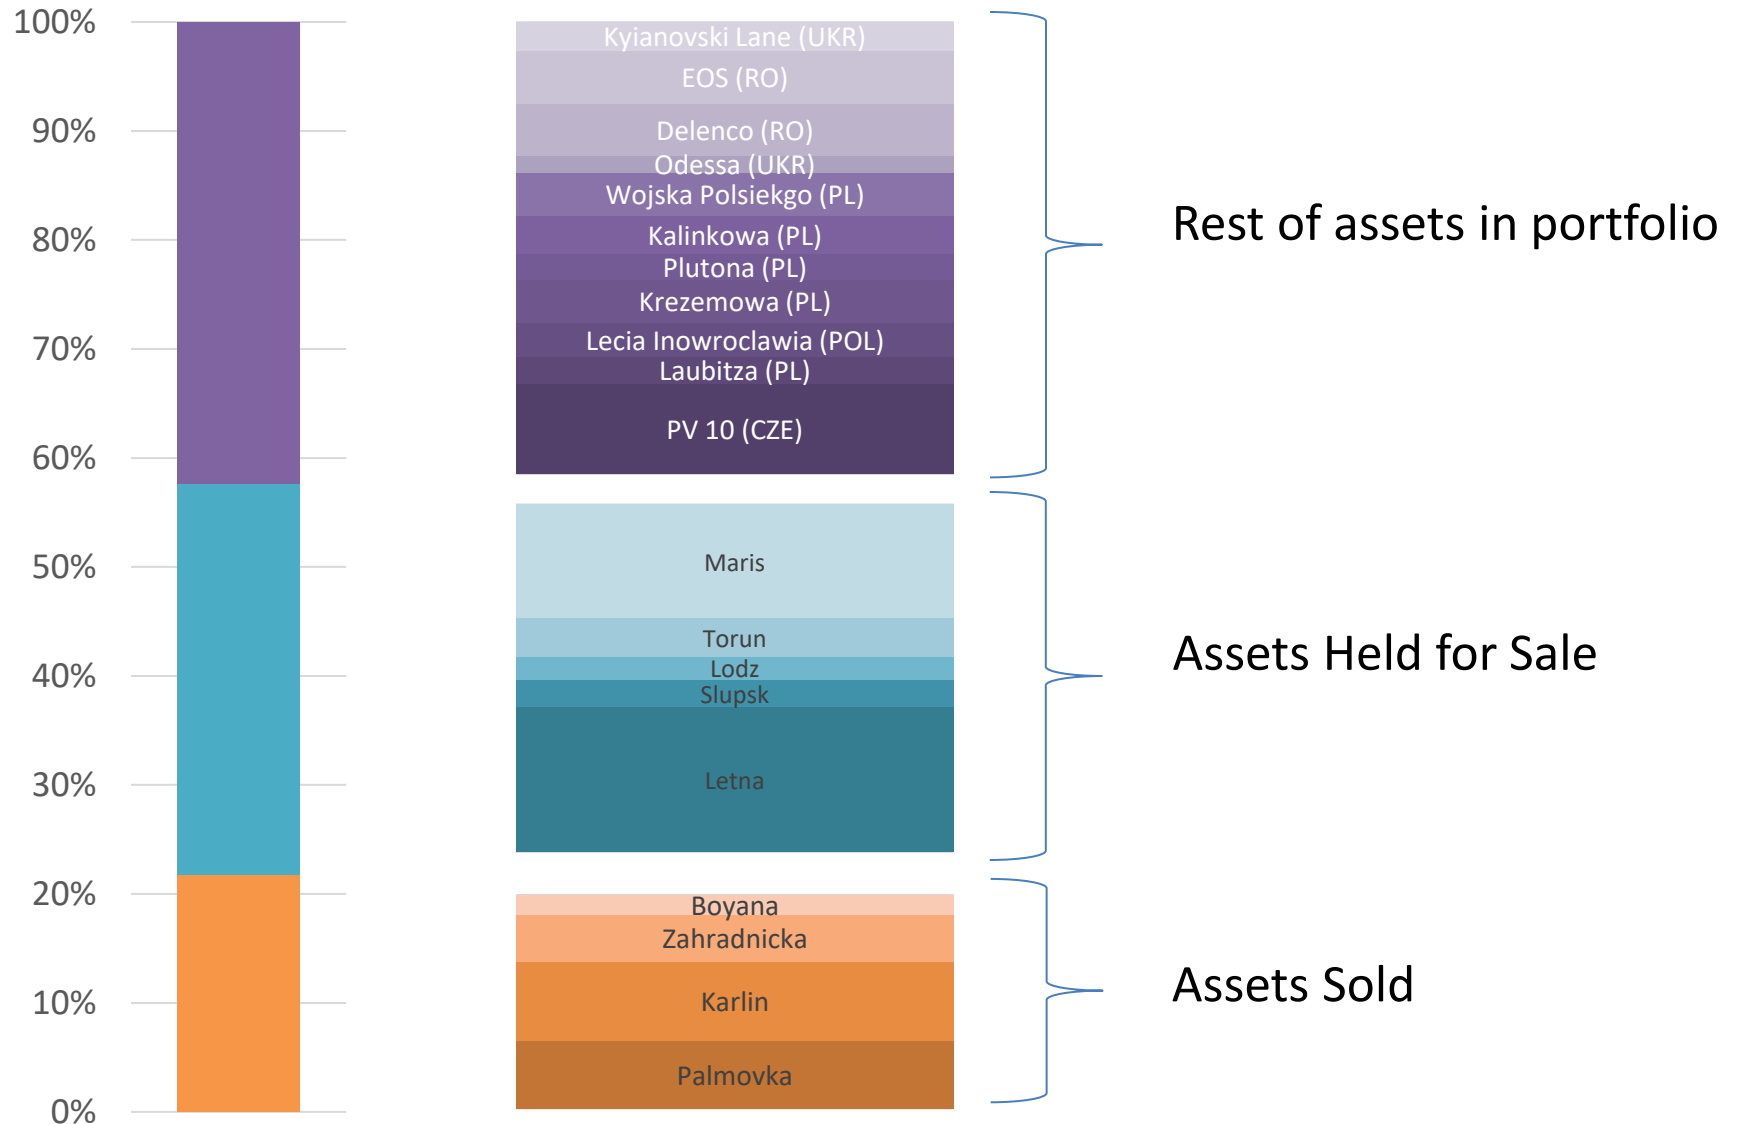 100%
90%
80%
70%
60%
50%
40%
30%
20%
10%
0%
Kyianovski Lane (UKR)
EOS (RO)
Delenco (RO)
Odessa (UKR)
Wojska Polsiekgo (PL)
Kalinkowa (PL)
Plutona (PL)
Krezemowa (PL)
Lecia Inowroclawia (POL)
Laubitza (PL)
PV 10 (CZE)
Maris
Torun
Lodz
Slupsk
Letna
Boyana
Zahradnicka
Karlin
Palmovka
Rest of assets in portfolio
Assets Held for Sale
Assets Sold